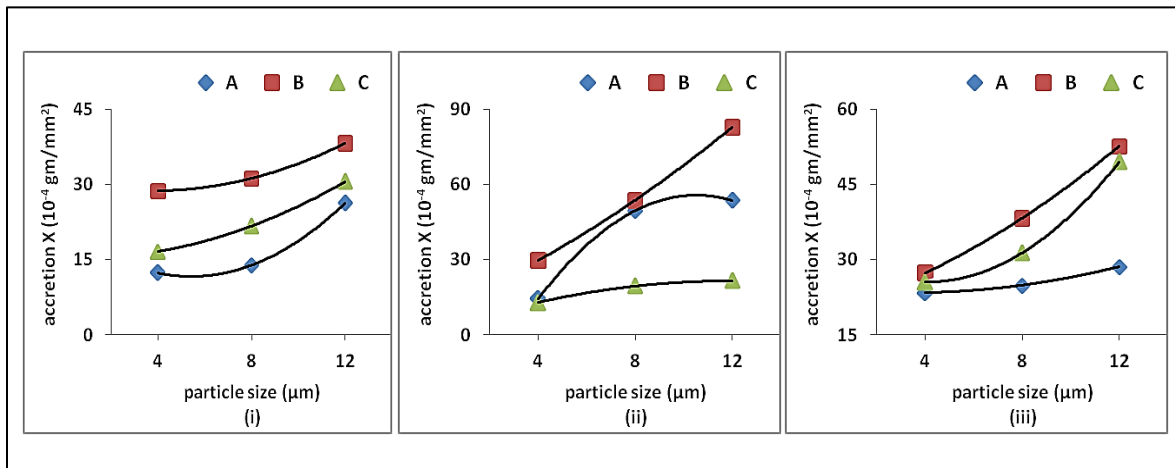 A B C
accretion X (10⁻⁴ gm/mm²)
45
30
15
0
4 8 12
particle size (μm)
(i)
A B C
accretion X (10⁻⁴ gm/mm²)
90
60
30
0
4 8 12
particle size (μm)
(ii)
A B C
accretion X (10⁻⁴ gm/mm²)
60
45
30
15
4 8 12
particle size (μm)
(iii)